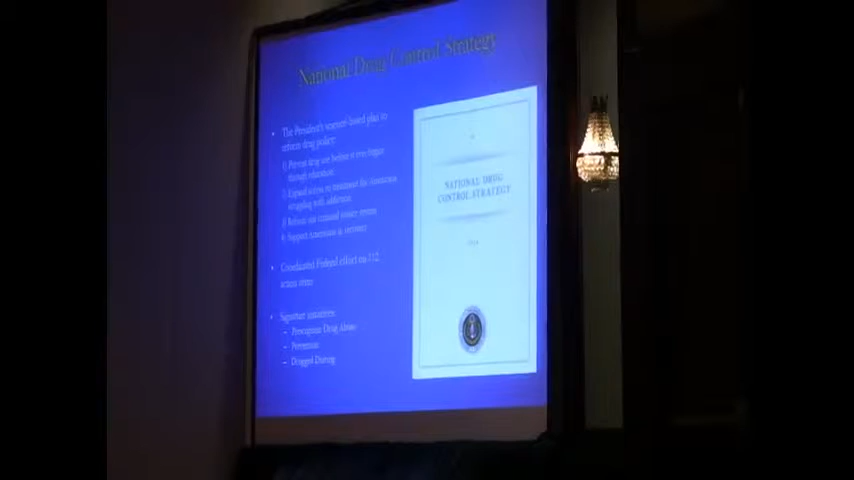 National Drug Control Strategy
• The President's science-based plan to
reform drug policy:
1) Prevent drug use before it ever begins
through education
2) Expand access to treatment for Americans
struggling with addiction
3) Reform our criminal justice system
4) Support Americans in recovery
• Coordinated Federal effort on 112
action items
• Signature initiatives:
– Prescription Drug Abuse
– Prevention
– Drugged Driving
NATIONAL DRUG
CONTROL STRATEGY